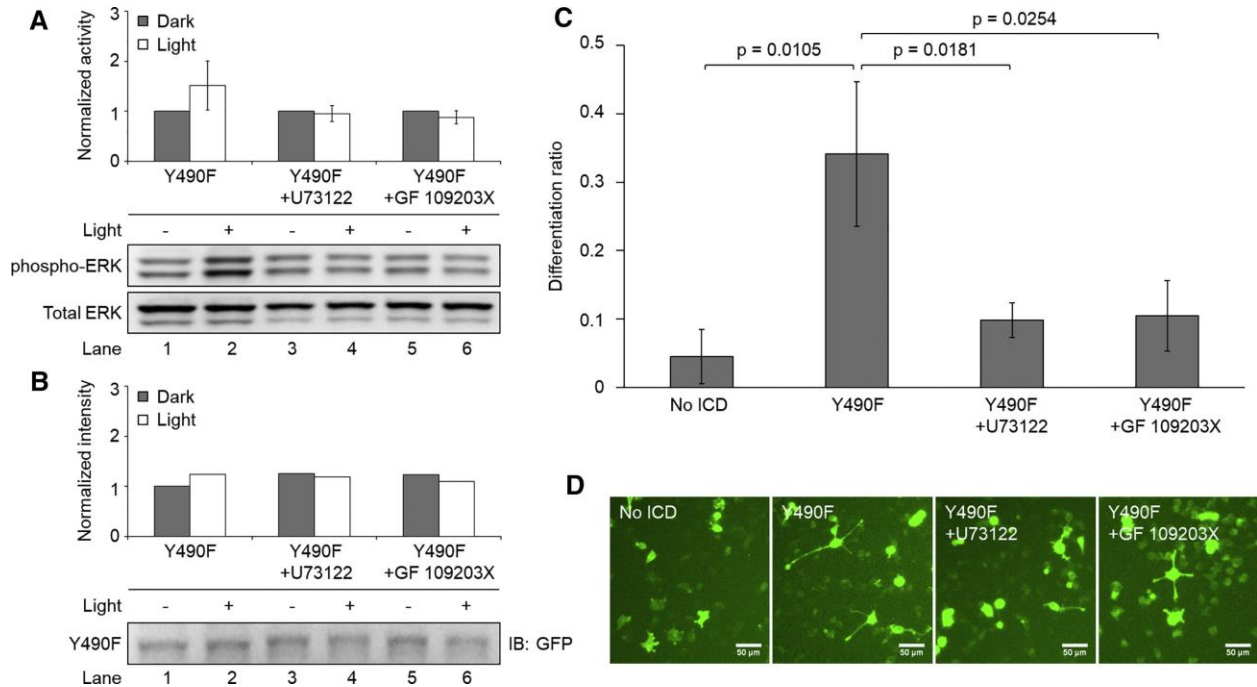 A
Normalized activity
3
2
1
0
Dark
Light
Y490F
Y490F
+U73122
Y490F
+GF 109203X
Light - + - + - +
phospho-ERK
Total ERK
Lane 1 2 3 4 5 6
B
Normalized intensity
3
2
1
0
Dark
Light
Y490F
Y490F
+U73122
Y490F
+GF 109203X
Light - + - + - +
Y490F IB: GFP
Lane 1 2 3 4 5 6
C
p = 0.0254
p = 0.0105
p = 0.0181
Differentiation ratio
0.5
0.4
0.3
0.2
0.1
0
No ICD
Y490F
Y490F
+U73122
Y490F
+GF 109203X
D
No ICD
50 µm
Y490F
50 µm
Y490F
+U73122
50 µm
Y490F
+GF 109203X
50 µm